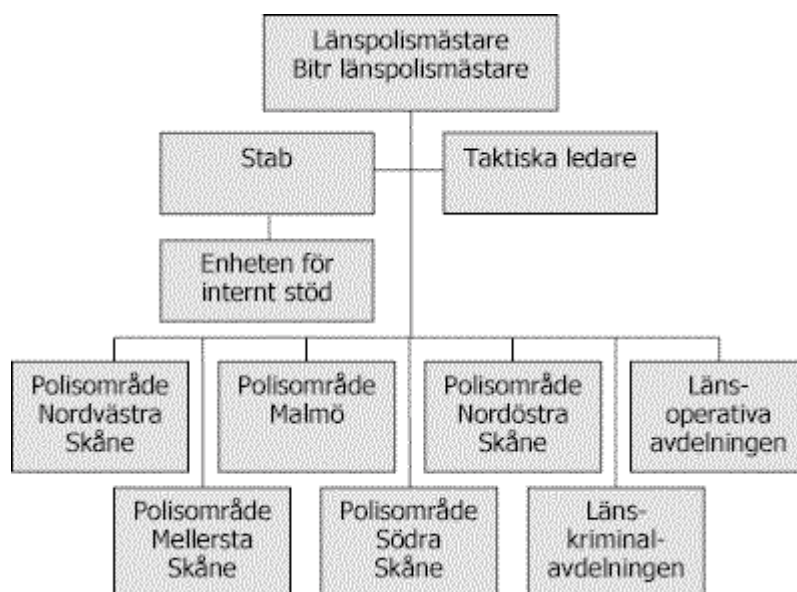 Länspolismästare
Bitr länspolismästare
Stab
Taktiska ledare
Enheten för
internt stöd
Polisområde
Nordvästra
Skåne
Polisområde
Malmö
Polisområde
Nordöstra
Skåne
Läns-
operativa
avdelningen
Polisområde
Mellersta
Skåne
Polisområde
Södra
Skåne
Läns-
kriminal-
avdelningen